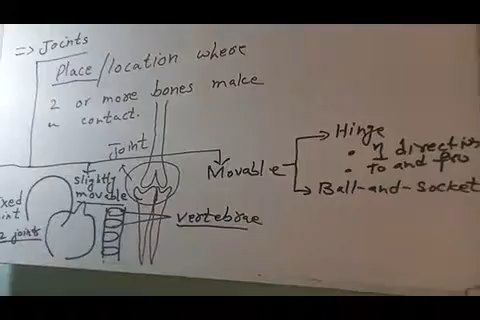 => Joints
Place/location where
2 or more bones make
a contact.
Joint
Hinge
• 1 direction
• to and fro
Movable
Ball-and-Socket
slightly
movable
xed
int
2 joints
vertebrae